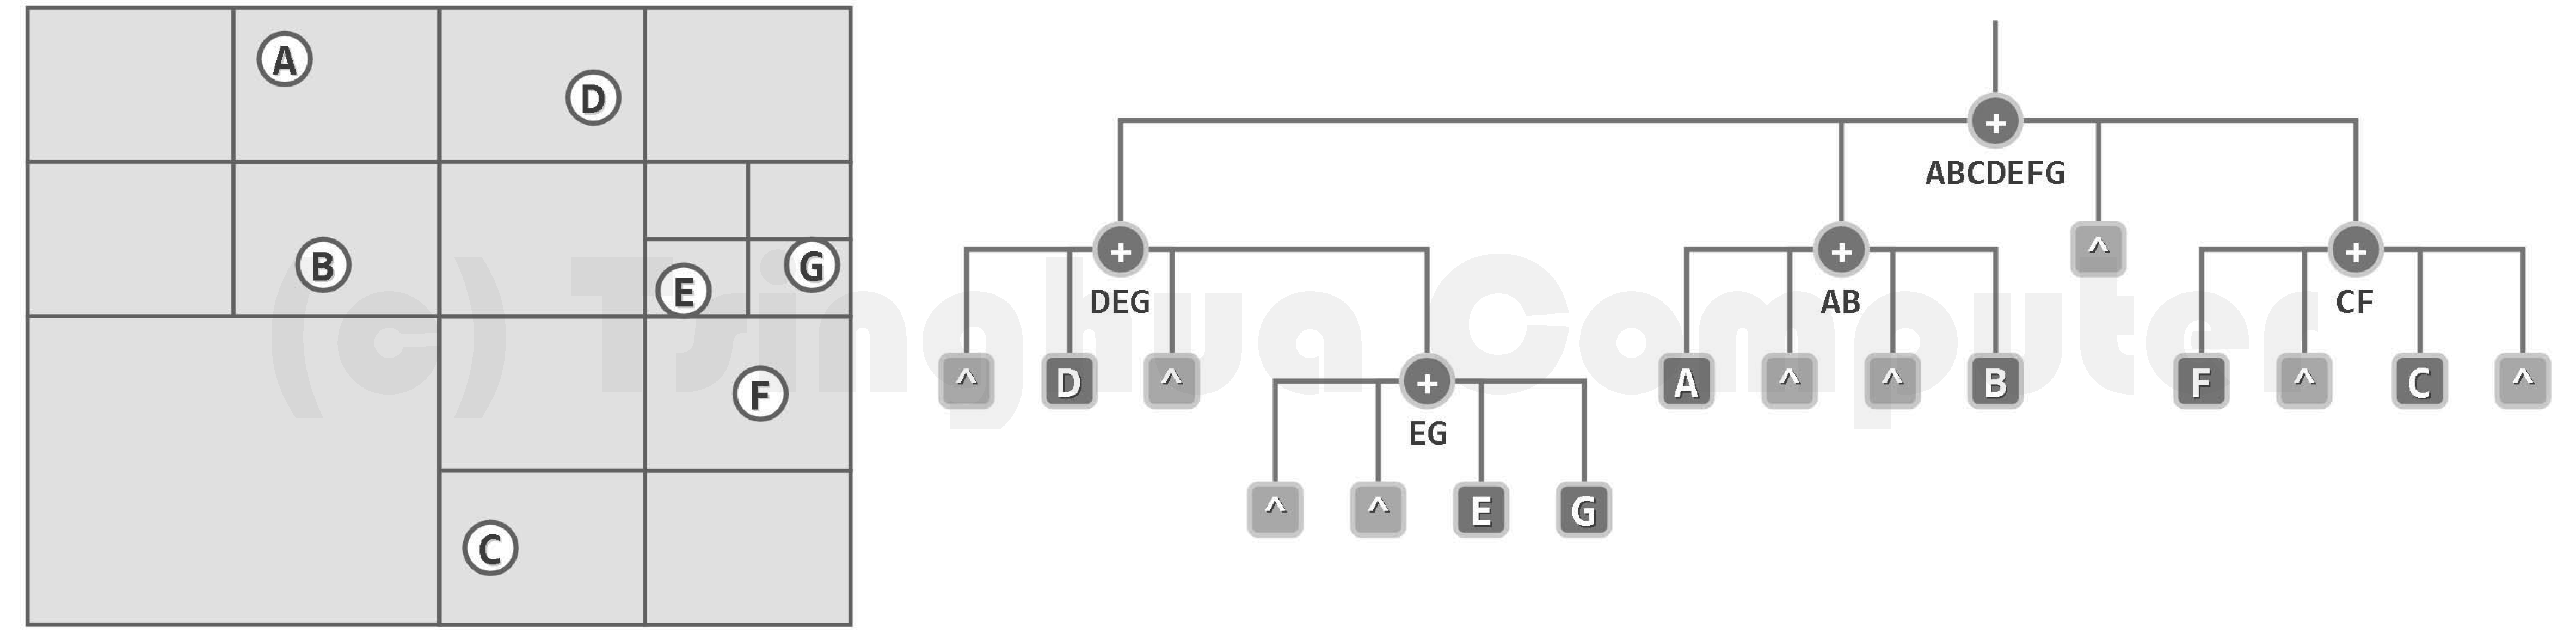 A
D
B
G
E
F
C
(c) Tsinghua Computer
+
ABCDEFG
+
DEG
+
AB
^
+
CF
^
D
^
+
EG
A
^
^
B
F
^
C
^
^
^
E
G